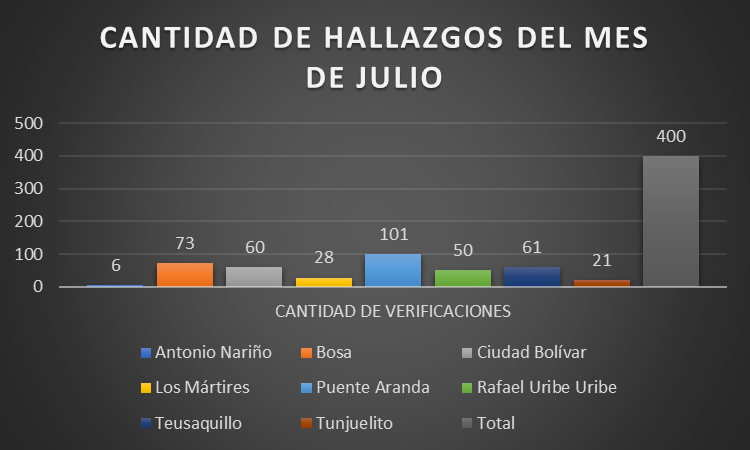 CANTIDAD DE HALLAZGOS DEL MES
DE JULIO
500
400
300
200
100
0
6
73
60
28
101
50
61
21
400
CANTIDAD DE VERIFICACIONES
Antonio Nariño
Bosa
Ciudad Bolívar
Los Mártires
Puente Aranda
Rafael Uribe Uribe
Teusaquillo
Tunjuelito
Total